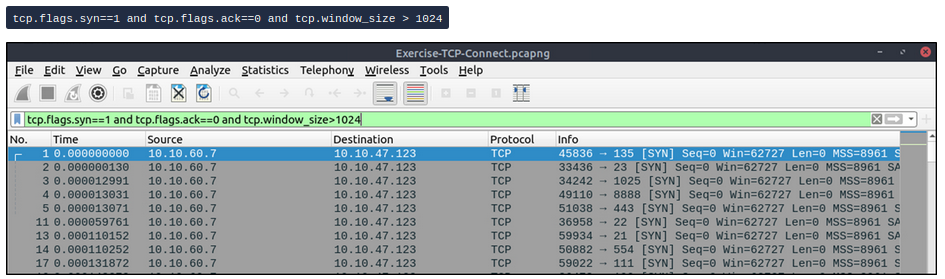 tcp.flags.syn==1 and tcp.flags.ack==0 and tcp.window_size > 1024
Exercise-TCP-Connect.pcapng
File Edit View Go Capture Analyze Statistics Telephony Wireless Tools Help
tcp.flags.syn==1 and tcp.flags.ack==0 and tcp.window_size>1024
No. Time Source Destination Protocol Info
1 0.000000000 10.10.60.7 10.10.47.123 TCP 45836 → 135 [SYN] Seq=0 Win=62727 Len=0 MSS=8961 S
2 0.000000130 10.10.60.7 10.10.47.123 TCP 33436 → 23 [SYN] Seq=0 Win=62727 Len=0 MSS=8961 SA
3 0.000012991 10.10.60.7 10.10.47.123 TCP 34242 → 1025 [SYN] Seq=0 Win=62727 Len=0 MSS=8961
4 0.000013031 10.10.60.7 10.10.47.123 TCP 49110 → 8888 [SYN] Seq=0 Win=62727 Len=0 MSS=8961
5 0.000013071 10.10.60.7 10.10.47.123 TCP 51038 → 443 [SYN] Seq=0 Win=62727 Len=0 MSS=8961 S
11 0.000059761 10.10.60.7 10.10.47.123 TCP 36958 → 22 [SYN] Seq=0 Win=62727 Len=0 MSS=8961 SA
13 0.000110152 10.10.60.7 10.10.47.123 TCP 59934 → 21 [SYN] Seq=0 Win=62727 Len=0 MSS=8961 SA
14 0.000110252 10.10.60.7 10.10.47.123 TCP 50882 → 554 [SYN] Seq=0 Win=62727 Len=0 MSS=8961 S
17 0.000131872 10.10.60.7 10.10.47.123 TCP 59022 → 111 [SYN] Seq=0 Win=62727 Len=0 MSS=8961 S